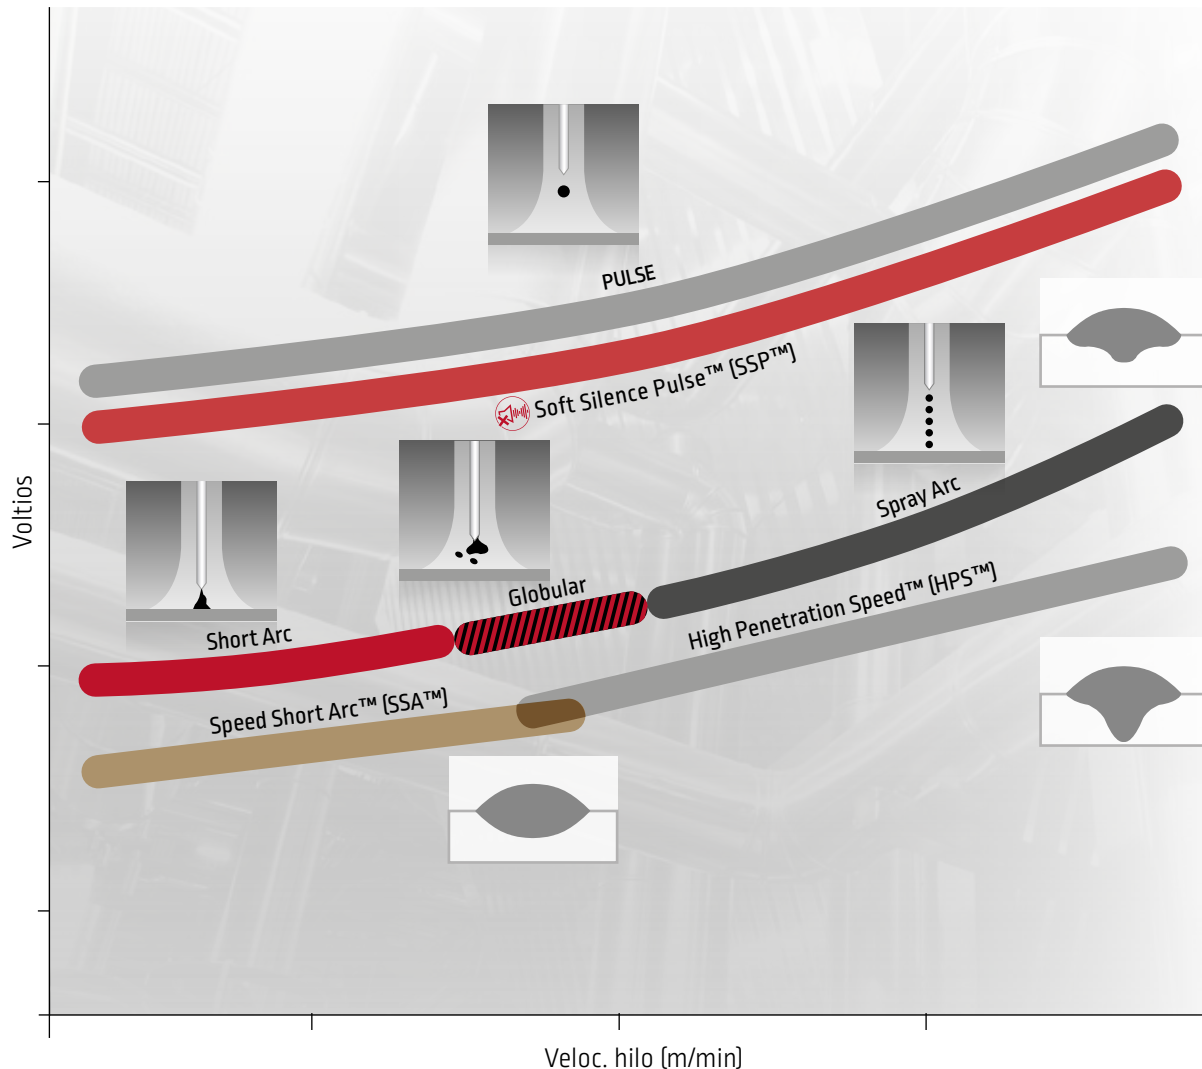 PULSE
Soft Silence Pulse™ (SSP™)
Spray Arc
Globular
High Penetration Speed™ (HPS™)
Short Arc
Speed Short Arc™ (SSA™)
Voltios
Veloc. hilo (m/min)